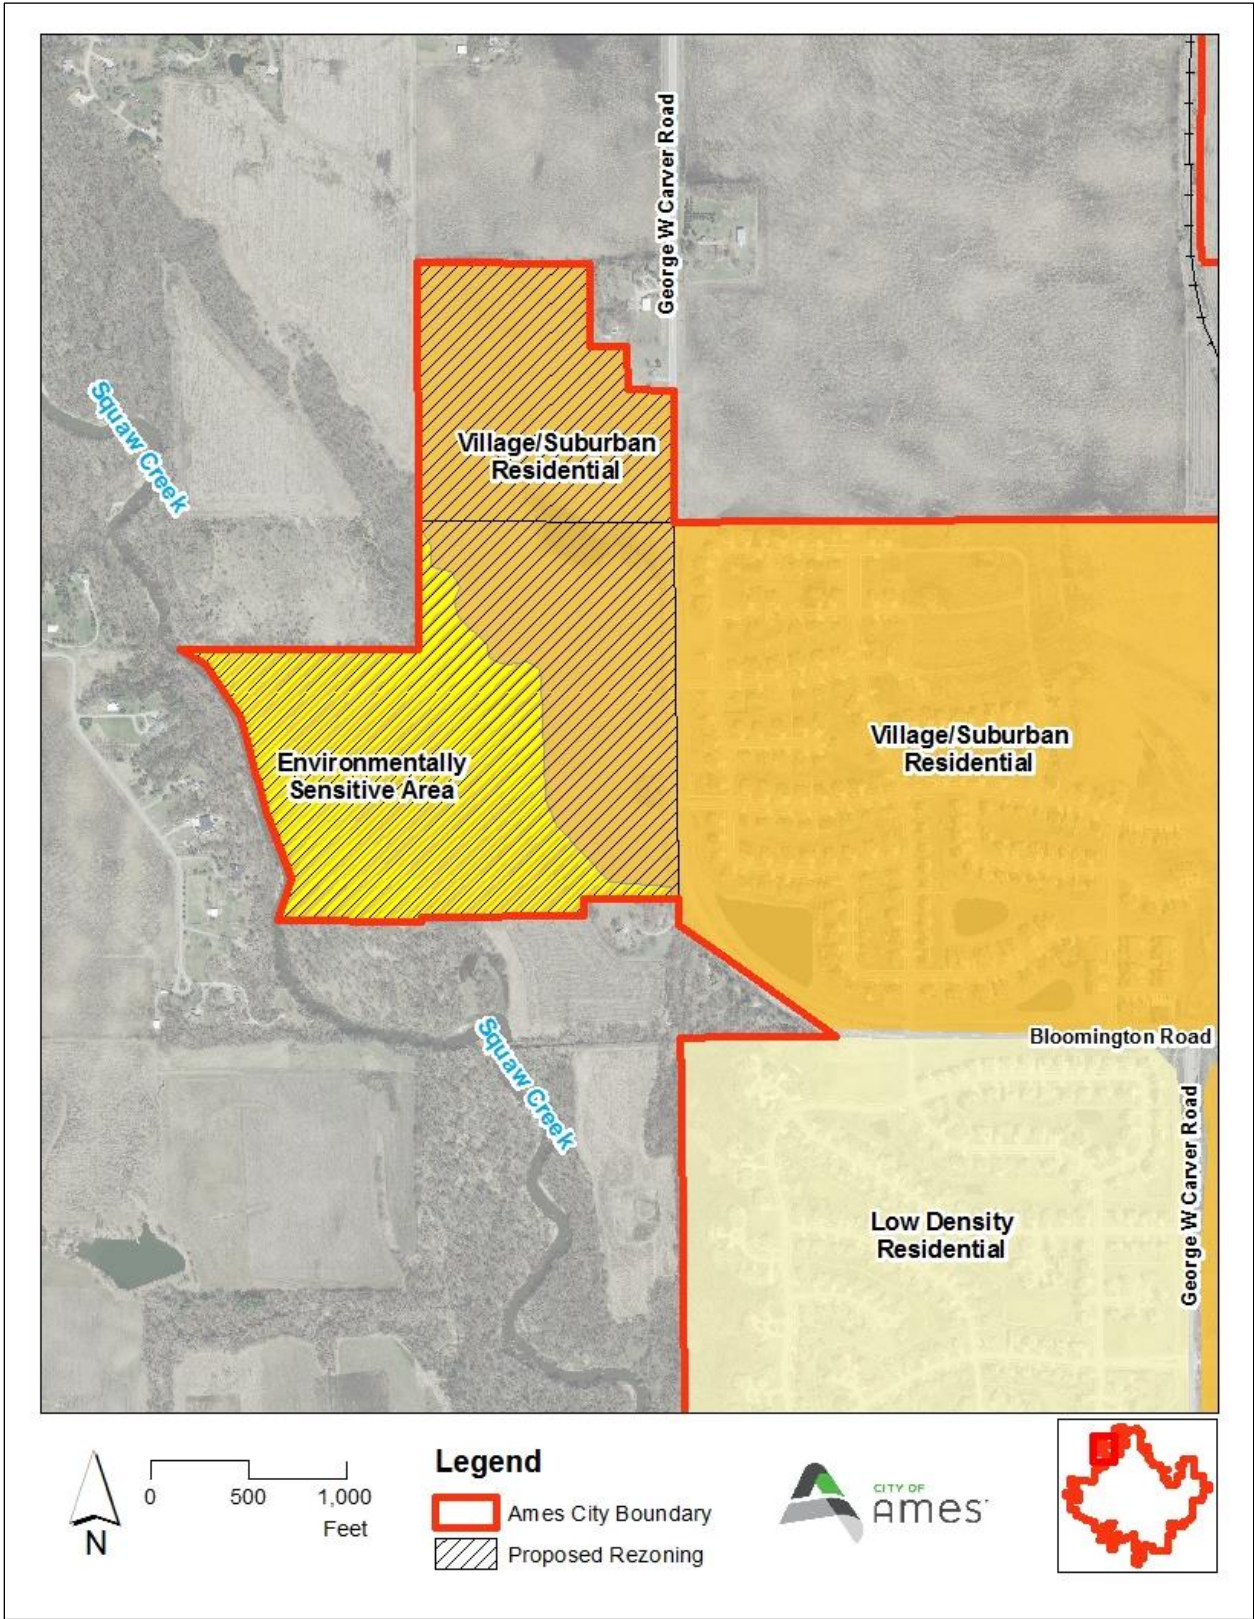 George W Carver Road
Squaw Creek
Village/Suburban
Residential
Village/Suburban
Residential
Environmentally
Sensitive Area
Squaw Creek
Bloomington Road
George W Carver Road
Low Density
Residential
N
0 500 1,000
Feet
Legend
Ames City Boundary
Proposed Rezoning
CITY OF
Ames